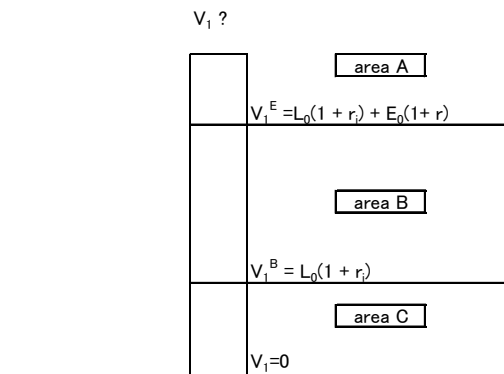 V₁ ?
area A
V₁ᴱ =L₀(1 + rᵢ) + E₀(1+ r)
area B
V₁ᴮ = L₀(1 + rᵢ)
area C
V₁=0